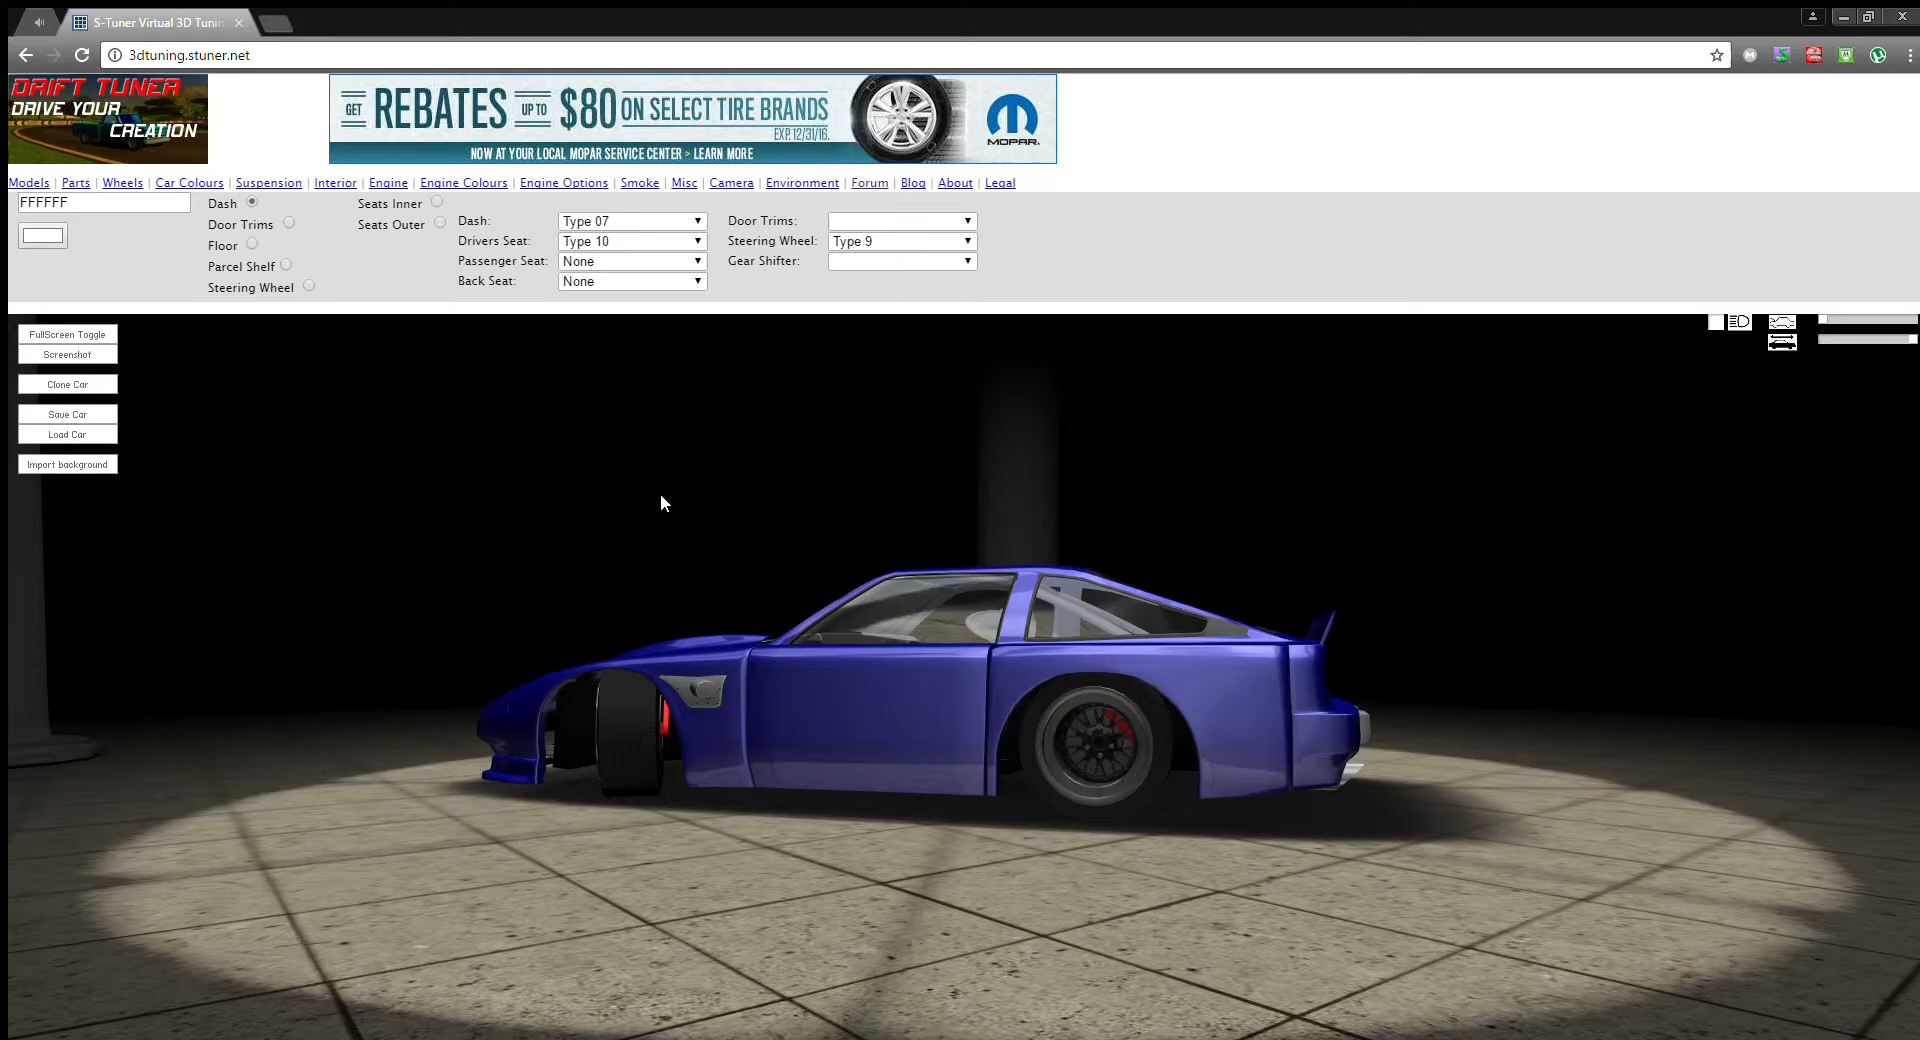 S-Tuner Virtual 3D Tunin
3dtuning.stuner.net
DRIFT TUNER
DRIVE YOUR
CREATION
GET REBATES UP TO $80 ON SELECT TIRE BRANDS
EXP. 12/31/16.
NOW AT YOUR LOCAL MOPAR SERVICE CENTER > LEARN MORE
MOPAR
Models | Parts | Wheels | Car Colours | Suspension | Interior | Engine | Engine Colours | Engine Options | Smoke | Misc | Camera | Environment | Forum | Blog | About | Legal
FFFFFF
Dash
Door Trims
Floor
Parcel Shelf
Steering Wheel
Seats Inner
Seats Outer
Dash: Type 07
Drivers Seat: Type 10
Passenger Seat: None
Back Seat: None
Door Trims:
Steering Wheel: Type 9
Gear Shifter:
FullScreen Toggle
Screenshot
Clone Car
Save Car
Load Car
Import background